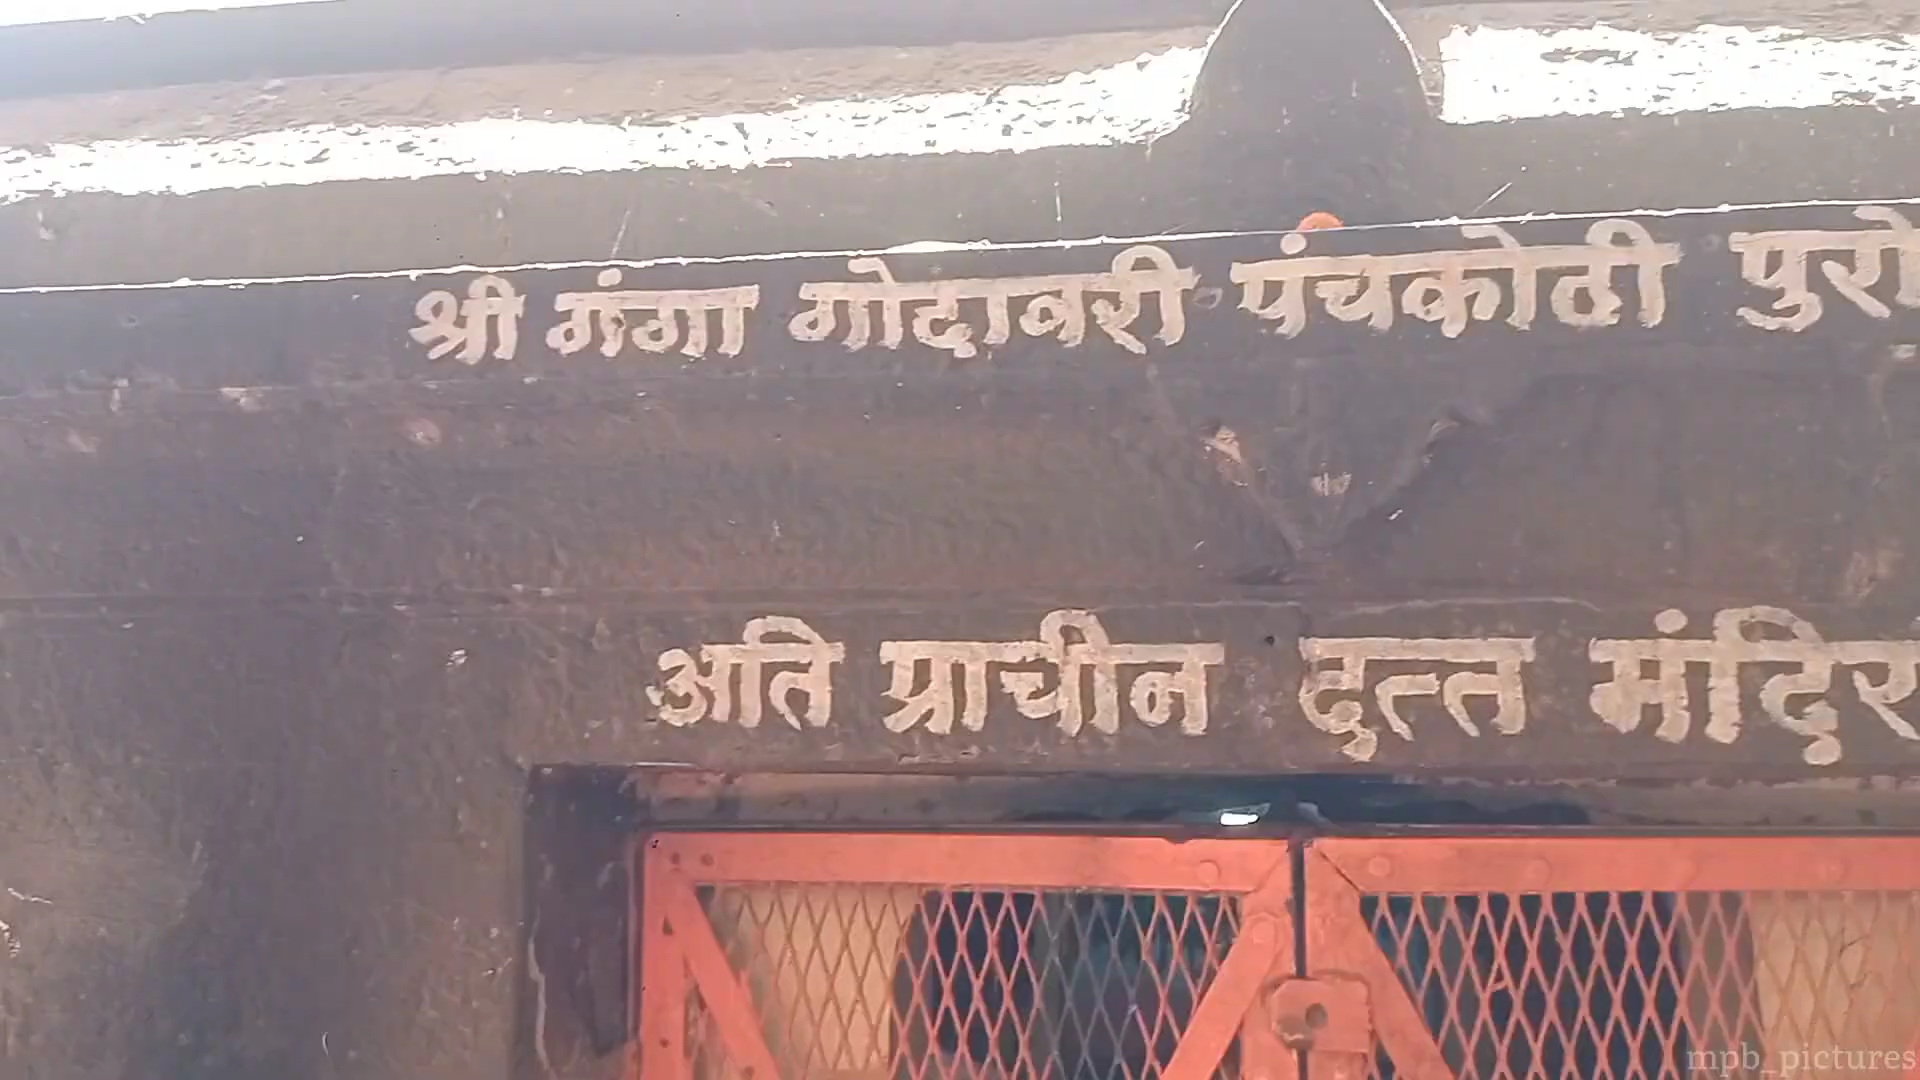 श्री गंगा गोदावरी पंचकोठी
अति प्राचीन दत्त मंदिर
mpb_pictures